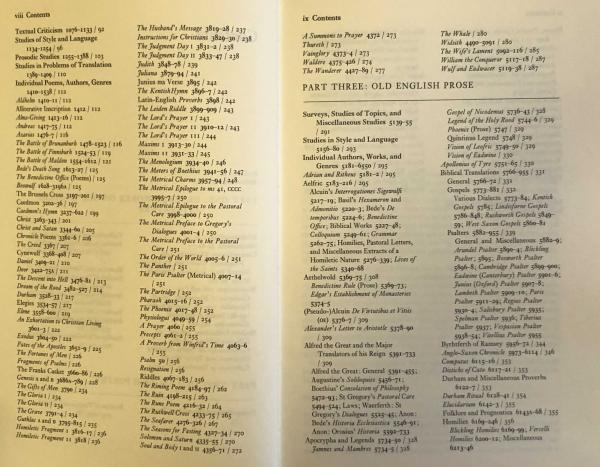 viii Contents
Textual Criticism 1076–1133 / 92
Studies of Style and Language
1134–1254 / 96
Prosodic Studies 1255–1388 / 103
Studies in Problems of Translation
1389–1409 / 110
Individual Poems, Authors, Genres
1410–1538 / 112
Aldhelm 1410–11 / 112
Alliterative Inscription 1412 / 112
Alms-Giving 1413–16 / 112
Andreas 1417–75 / 112
Azarias 1476–7 / 116
The Battle of Brunanburh 1478–1523 / 116
The Battle of Finnsburh 1524–53 / 119
The Battle of Maldon 1554–1612 / 121
Bede's Death Song 1613–17 / 125
The Benedictine Office (Poems) / 125
Beowulf 1618–3196a / 125
The Brussels Cross 3197–201 / 197
Cædmon 3202–36 / 197
Cædmon's Hymn 3237–62 / 199
Christ 3263–343 / 201
Christ and Satan 3344–60 / 205
Chronicle Poems 3361–6 / 206
The Creed 3367 / 207
Cynewulf 3368–408 / 207
Daniel 3409–21 / 210
Deor 3422–75 / 211
The Descent into Hell 3476–81 / 213
Dream of the Rood 3482–527 / 214
Durham 3528–33 / 217
Elegies 3534–57 / 217
Elene 3558–600 / 219
An Exhortation to Christian Living
3601–3 / 222
Exodus 3604–50 / 222
Fates of the Apostles 3651–9 / 225
The Fortunes of Men / 226
Fragments of Psalms / 226
The Franks Casket 3660–86 / 226
Genesis A and B 3686a–789 / 228
The Gifts of Men 3790 / 234
The Gloria I / 234
The Gloria II / 234
The Grave 3791–4 / 234
Guthlac A and B 3795–815 / 235
Homiletic Fragment I 3816–17 / 236
Homiletic Fragment II 3818 / 236
The Husband's Message 3819–28 / 237
Instructions for Christians 3829–30 / 238
The Judgment Day I 3831–2 / 238
The Judgment Day II 3833–47 / 238
Judith 3848–78 / 239
Juliana 3879–94 / 241
Junius MS Verse 3895 / 242
The Kentish Hymn 3896–7 / 242
Latin-English Proverbs 3898 / 242
The Leiden Riddle 3899–909 / 243
The Lord's Prayer I / 243
The Lord's Prayer II 3910–12 / 243
The Lord's Prayer III / 244
Maxims I 3913–30 / 244
Maxims II 3931–33 / 245
The Menologium 3934–40 / 246
The Meters of Boethius 3941–56 / 247
The Metrical Charms 3957–94 / 248
The Metrical Epilogue to MS 41, CCCC
3995–7 / 250
The Metrical Epilogue to the Pastoral
Care 3998–4000 / 250
The Metrical Preface to Gregory's
Dialogues 4001–4 / 250
The Metrical Preface to the Pastoral
Care / 251
The Order of the World 4005–6 / 251
The Panther / 251
The Paris Psalter (Metrical) 4007–14
/ 251
The Partridge / 252
Pharaoh 4015–16 / 252
The Phoenix 4017–48 / 252
Physiologus 4049–59 / 254
A Prayer 4060 / 255
Precepts 4061–2 / 255
A Proverb from Winfrid's Time 4063–6
/ 255
Psalm 50 / 256
Resignation / 256
Riddles 4067–183 / 256
The Riming Poem 4184–97 / 262
Ruin 4198–215 / 263
The Rune Poem 4216–32 / 264
The Ruthwell Cross 4233–75 / 265
The Seafarer 4276–326 / 267
The Seasons for Fasting 4327–34 / 270
Solomon and Saturn 4335–55 / 270
Soul and Body I and II 4356–71 / 272
ix Contents
A Summons to Prayer 4372 / 273
Thureth / 273
Vainglory 4373–4 / 273
Waldere 4375–426 / 274
The Wanderer 4427–89 / 277
The Whale / 280
Widsith 4490–5091 / 280
The Wife's Lament 5092–116 / 285
William the Conqueror 5117–18 / 287
Wulf and Eadwacer 5119–38 / 287
PART THREE: OLD ENGLISH PROSE
Surveys, Studies of Topics, and
Miscellaneous Studies 5139–55
/ 291
Studies in Style and Language
5156–80 / 293
Individual Authors, Works, and
Genres 5181–6550 / 295
Adrian and Ritheus 5181–2 / 295
Aelfric 5183–216 / 295
Alcuin's Interrogationes Sigewulfi
5217–19; Basil's Hexameron and
Admonitio 5220–3; Bede's De
temporibus 5224–6; Benedictine
Office; Biblical Works 5227–48;
Colloquium 5249–61; Grammar
5262–75; Homilies, Pastoral Letters,
and Miscellaneous Extracts of a
Homiletic Nature 5276–339; Lives of
the Saints 5340–68
Aethelwold 5369–75 / 308
Benedictine Rule (Prose) 5369–73;
Edgar's Establishment of Monasteries
5374–5
(Pseudo-)Alcuin De Virtutibus et Vitiis
(OE) 5376–7 / 309
Alexander's Letter to Aristotle 5378–90
/ 309
Alfred the Great and the Major
Translators of his Reign 5391–733
/ 309
Alfred the Great: General 5391–455;
Augustine's Soliloquies 5456–71;
Boethius' Consolation of Philosophy
5472–93; St Gregory's Pastoral Care
5494–524; Laws; Waerferth: St
Gregory's Dialogues 5525–45; Anon:
Bede's Historia Ecclesiastica 5546–91;
Anon: Orosius' Historia 5592–733
Apocrypha and Legends 5734–50 / 328
Jamnes and Mambres 5734–5 / 328
Gospel of Nicodemus 5736–43 / 328
Legend of the Holy Rood 5744–6 / 329
Phoenix (Prose) 5747 / 329
Quintinus Legend 5748 / 329
Vision of Leofric 5749–50 / 329
Vision of Eadwine / 330
Apollonius of Tyre 5751–65 / 330
Biblical Translations 5766–955 / 331
General 5766–72 / 331
Gospels 5773–881 / 332
Various Dialects 5773–84; Kentish
Gospels 5785; Lindisfarne Gospels
5786–848; Rushworth Gospels 5849–
59; West Saxon Gospels 5860–81
Psalters 5882–955 / 339
General and Miscellaneous 5882–9;
Arundel Psalter 5890–4; Blickling
Psalter; 5895; Bosworth Psalter
5896–8; Cambridge Psalter 5899–900;
Eadwine (Canterbury) Psalter 5901–6;
Junius (Oxford) Psalter 5907–8;
Lambeth Psalter 5909–10; Paris
Psalter 5911–29; Regius Psalter
5930–4; Salisbury Psalter 5935;
Spelman Psalter 5936; Tiberius
Psalter 5937; Vespasian Psalter
5938–54; Vitellius Psalter 5955
Byrhtferth of Ramsey 5956–72 / 344
Anglo-Saxon Chronicle 5973–6114 / 346
Computus 6115–16 / 353
Distichs of Cato 6117–21 / 353
Durham and Miscellaneous Proverbs
6122–7 / 353
Durham Ritual 6128–41 / 354
Elucidarium 6142–3 / 355
Folklore and Prognostics 6143a–68 / 355
Homilies 6169–246 / 356
Blickling Homilies 6169–99; Vercelli
Homilies 6200–12; Miscellaneous
6213–46